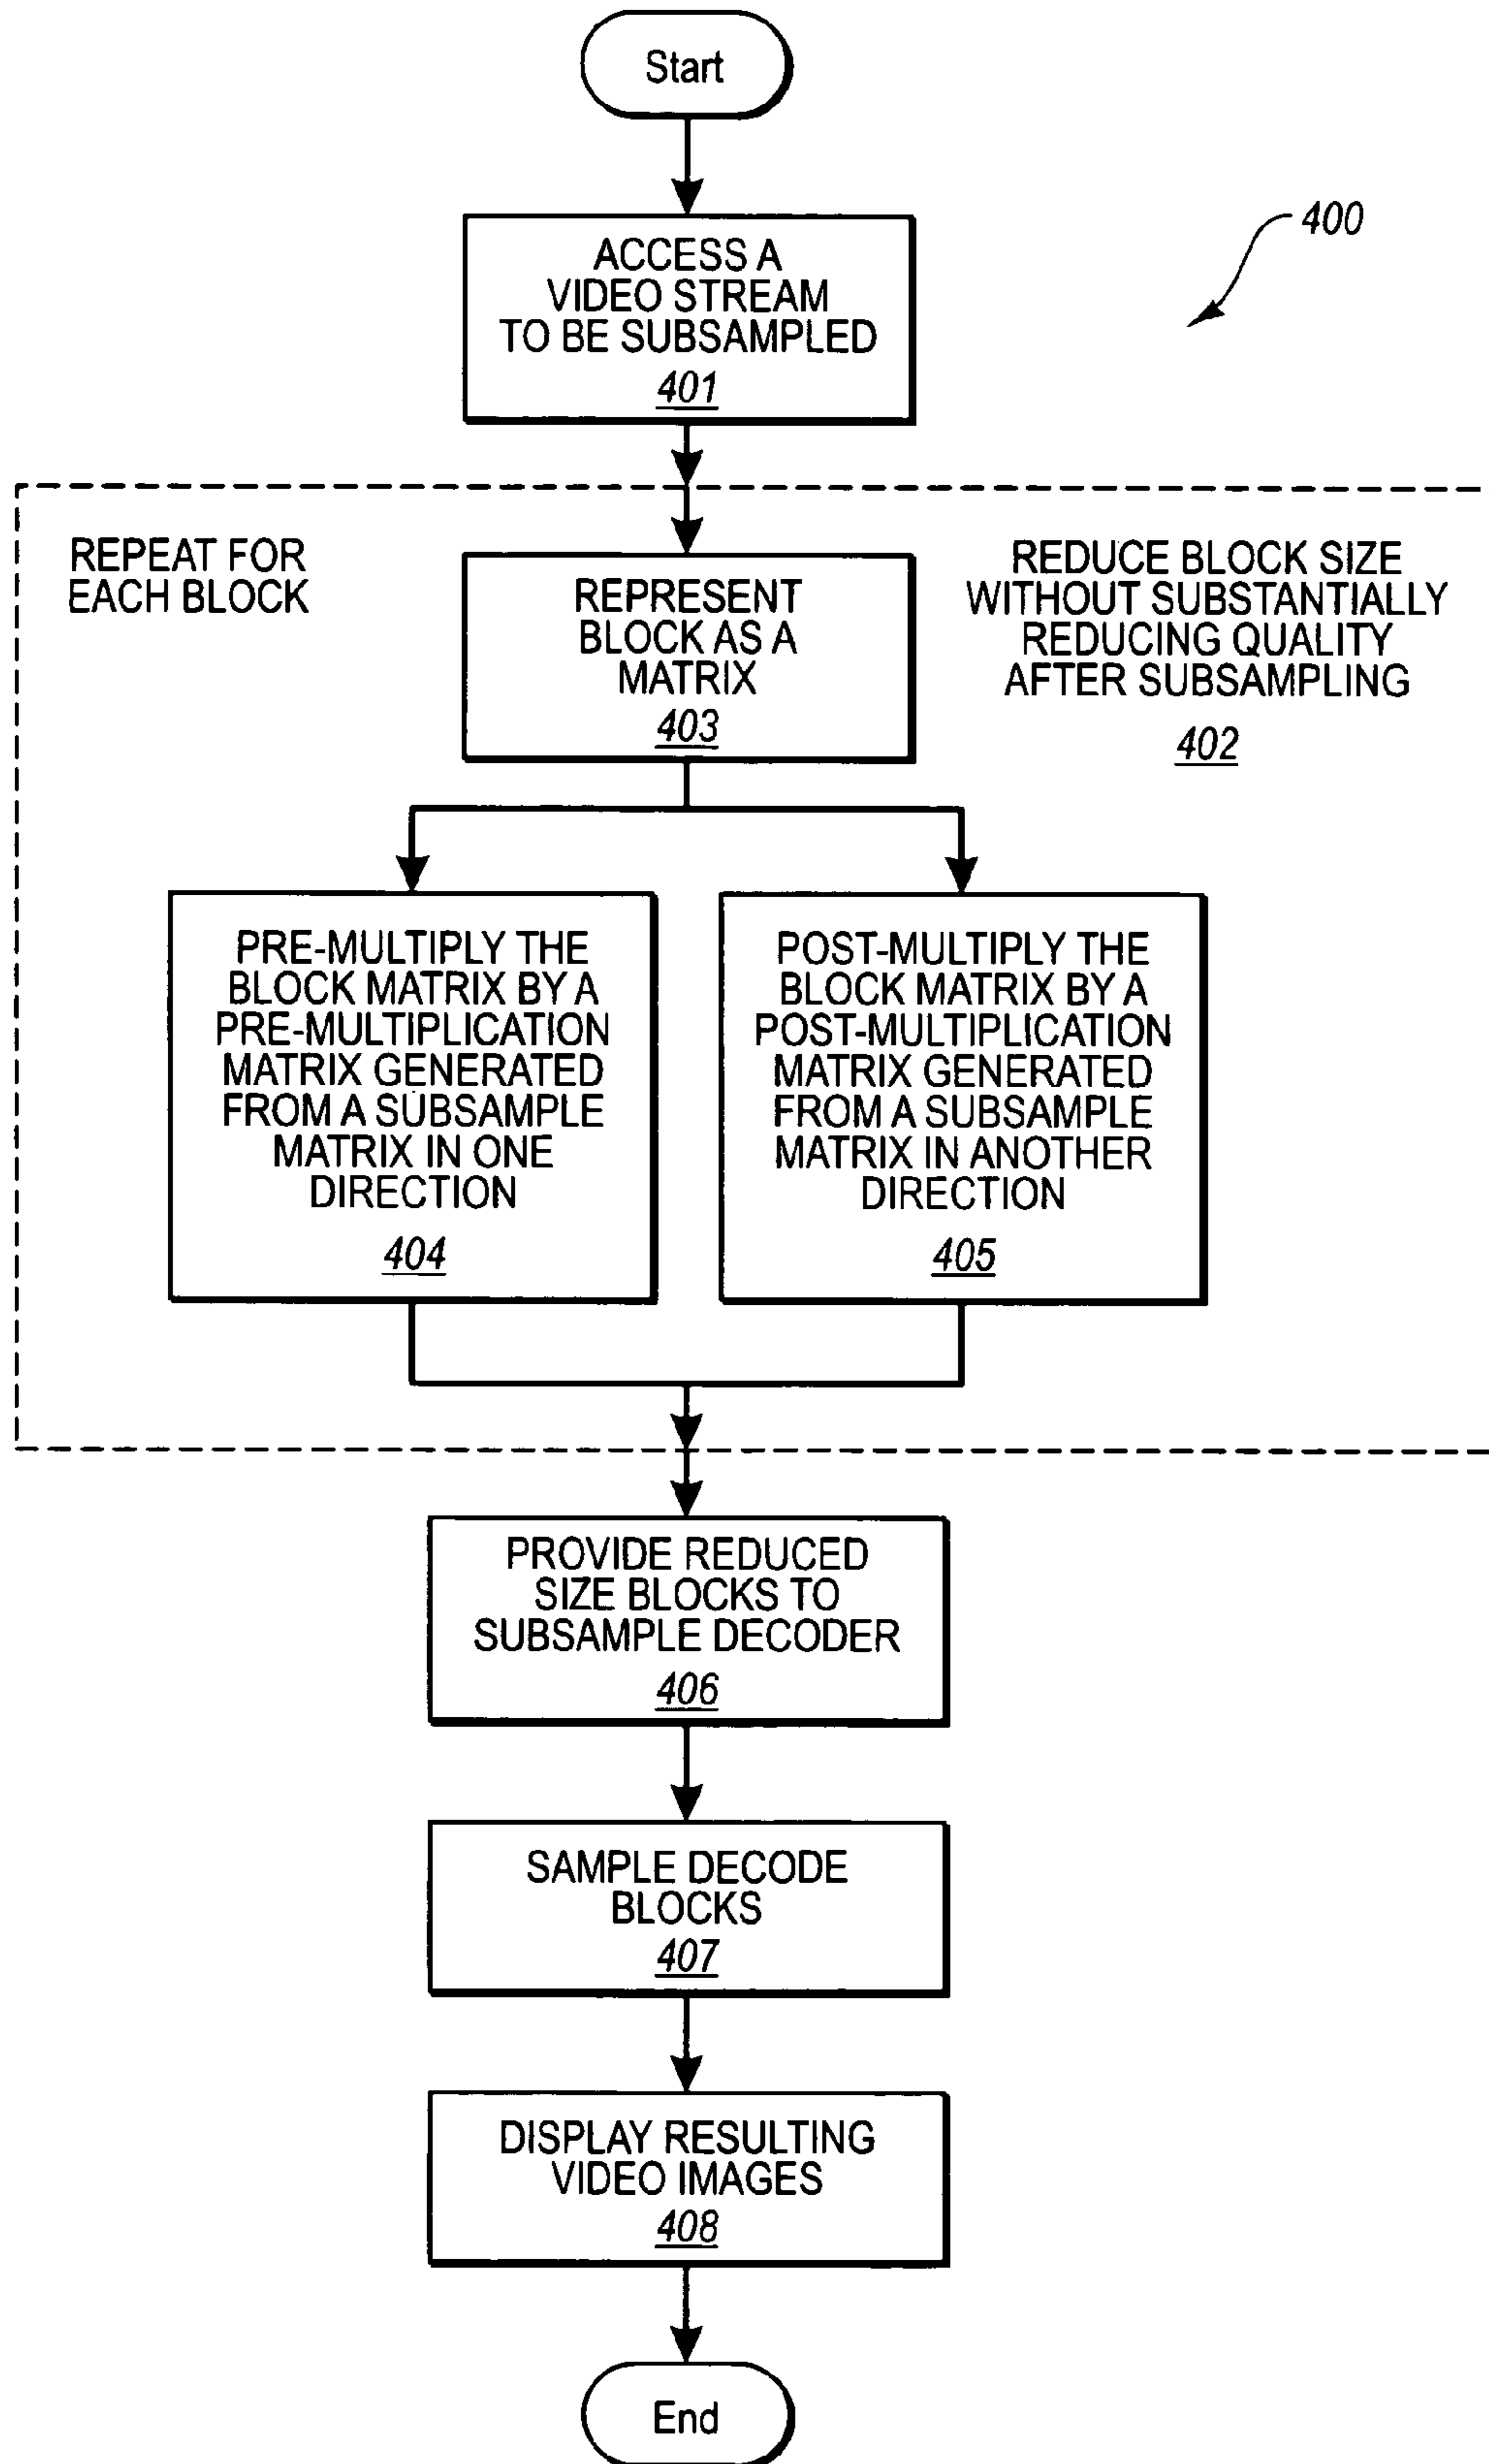 Start
400
ACCESS A
VIDEO STREAM
TO BE SUBSAMPLED
401
REPEAT FOR
EACH BLOCK
REPRESENT
BLOCK AS A
MATRIX
403
REDUCE BLOCK SIZE
WITHOUT SUBSTANTIALLY
REDUCING QUALITY
AFTER SUBSAMPLING
402
PRE-MULTIPLY THE
BLOCK MATRIX BY A
PRE-MULTIPLICATION
MATRIX GENERATED
FROM A SUBSAMPLE
MATRIX IN ONE
DIRECTION
404
POST-MULTIPLY THE
BLOCK MATRIX BY A
POST-MULTIPLICATION
MATRIX GENERATED
FROM A SUBSAMPLE
MATRIX IN ANOTHER
DIRECTION
405
PROVIDE REDUCED
SIZE BLOCKS TO
SUBSAMPLE DECODER
406
SAMPLE DECODE
BLOCKS
407
DISPLAY RESULTING
VIDEO IMAGES
408
End